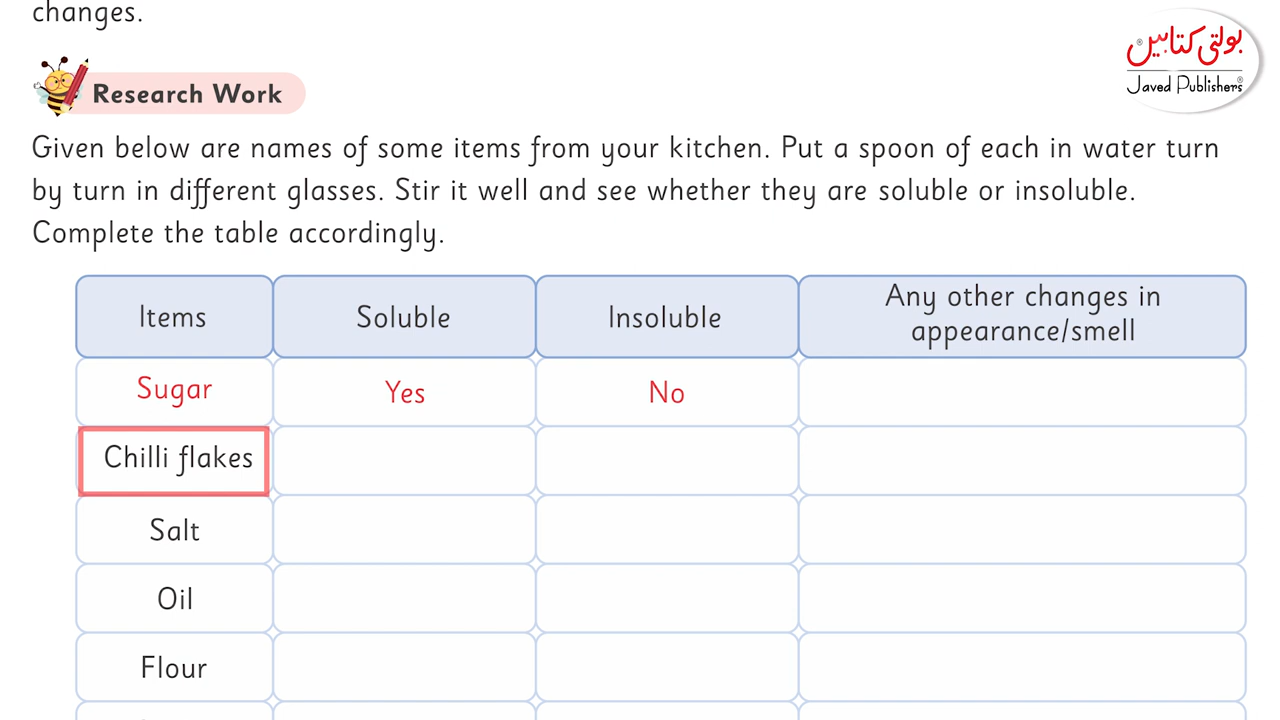 changes.
بولتی کتابیں®
Javed Publishers®
Research Work
Given below are names of some items from your kitchen. Put a spoon of each in water turn
by turn in different glasses. Stir it well and see whether they are soluble or insoluble.
Complete the table accordingly.
Items Soluble Insoluble Any other changes in
appearance/smell
Sugar Yes No
Chilli flakes
Salt
Oil
Flour